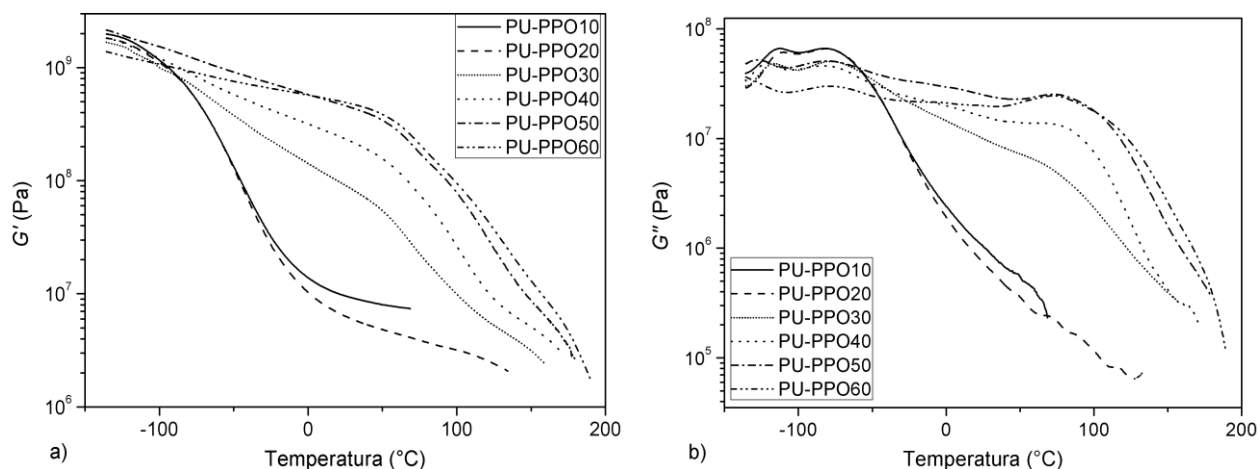 G′ (Pa)
10⁹
10⁸
10⁷
10⁶
-100
0
100
200
Temperatura (°C)
a)
PU-PPO10
PU-PPO20
PU-PPO30
PU-PPO40
PU-PPO50
PU-PPO60
G″ (Pa)
10⁸
10⁷
10⁶
10⁵
-100
0
100
200
Temperatura (°C)
b)
PU-PPO10
PU-PPO20
PU-PPO30
PU-PPO40
PU-PPO50
PU-PPO60